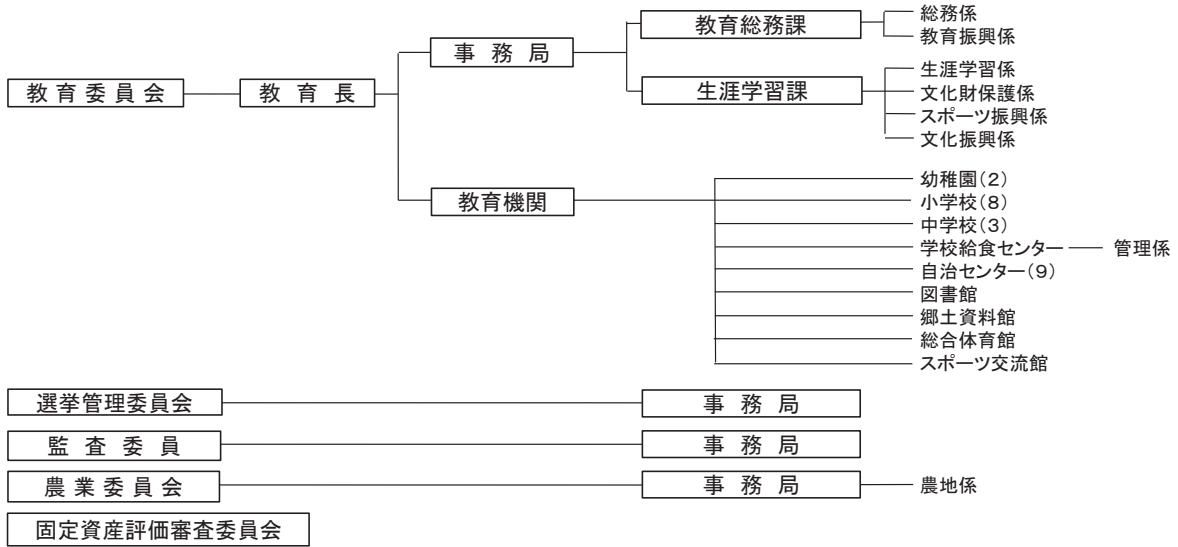 教育委員会
教育長
事務局
教育総務課
総務係
教育振興係
生涯学習課
生涯学習係
文化財保護係
スポーツ振興係
文化振興係
教育機関
幼稚園(2)
小学校(8)
中学校(3)
学校給食センター 管理係
自治センター(9)
図書館
郷土資料館
総合体育館
スポーツ交流館
選挙管理委員会 事務局
監査委員 事務局
農業委員会 事務局 農地係
固定資産評価審査委員会